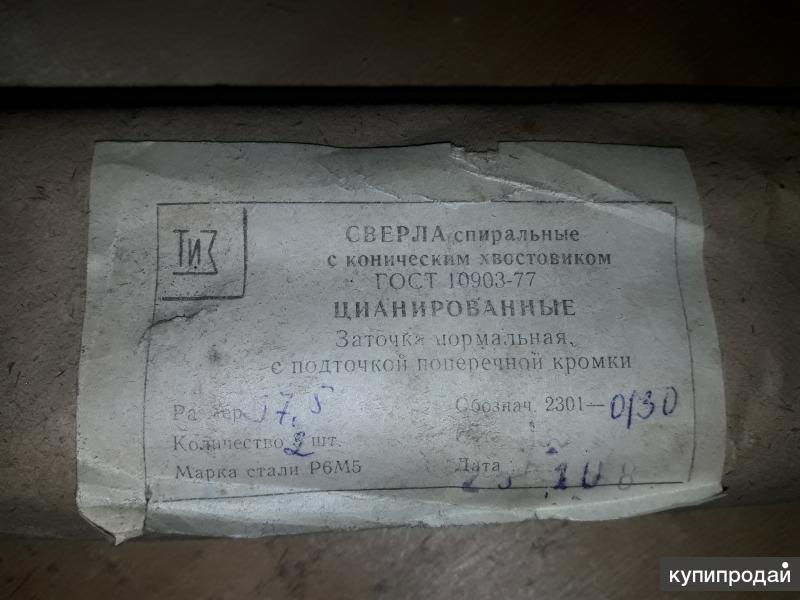 ТиЗ
СВЕРЛА спиральные
с коническим хвостовиком
ГОСТ 10903-77
ЦИАНИРОВАННЫЕ
Заточка нормальная,
с подточкой поперечной кромки
Размер 37,5
Обознач. 2301—0130
Количество 2 шт.
Марка стали Р6М5
Дата
купипродай